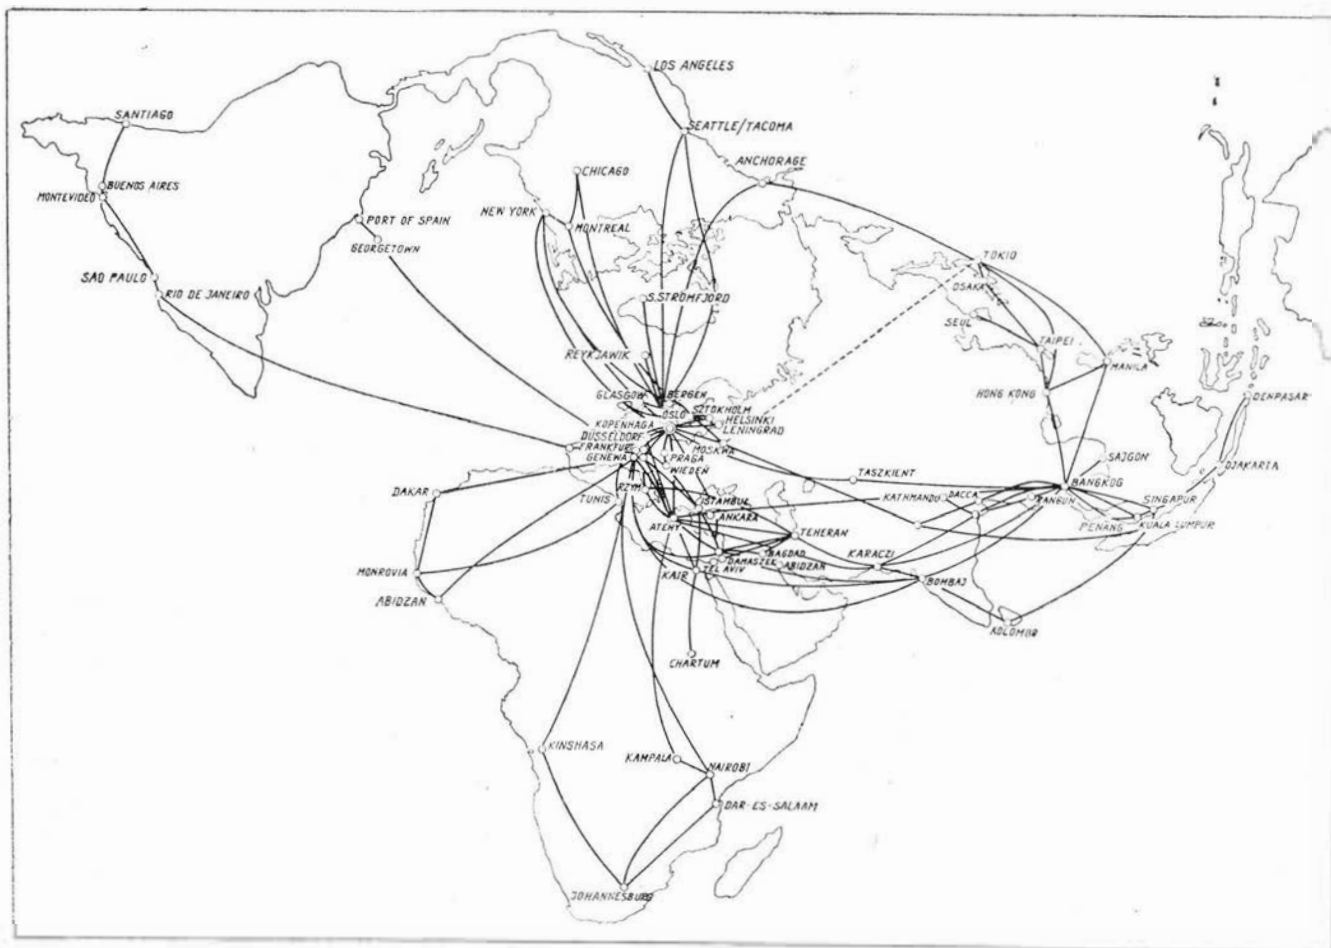 LOS ANGELES
SANTIAGO
SEATTLE/TACOMA
ANCHORAGE
CHICAGO
BUENOS AIRES
MONTEVIDEO
NEW YORK
PORT OF SPAIN
MONTREAL
GEORGETOWN
TOKIO
SAO PAULO
OSAKA
RIO DE JANEIRO
S.STROMFJORD
SEUL
TAIPEI
REYKJAWIK
MANILA
GLASGOW
BERGEN
HONG KONG
DENPASAR
OSLO
SZTOKHOLM
KOPENHAGA
HELSINKI
LENINGRAD
DÜSSELDORF
FRANKFURT
MOSKWA
GENEWA
PRAGA
SAJGON
WIEDEŃ
DJAKARTA
TASZKIENT
RZYM
BANGKOG
DAKAR
TUNIS
ISTAMBUŁ
KATHMANDU
DACCA
RANGUN
SINGAPUR
ANKARA
ATENY
PENANG
KUALA LUMPUR
TEHERAN
BAGDAD
KARACZI
DAMASZEK
ABIDZAN
MONROVIA
KAIR
TEL AVIV
BOMBAJ
ABIDZAN
KOLOMBO
CHARTUM
KINSHASA
KAMPALA
NAIROBI
DAR-ES-SALAAM
JOHANNESBURG